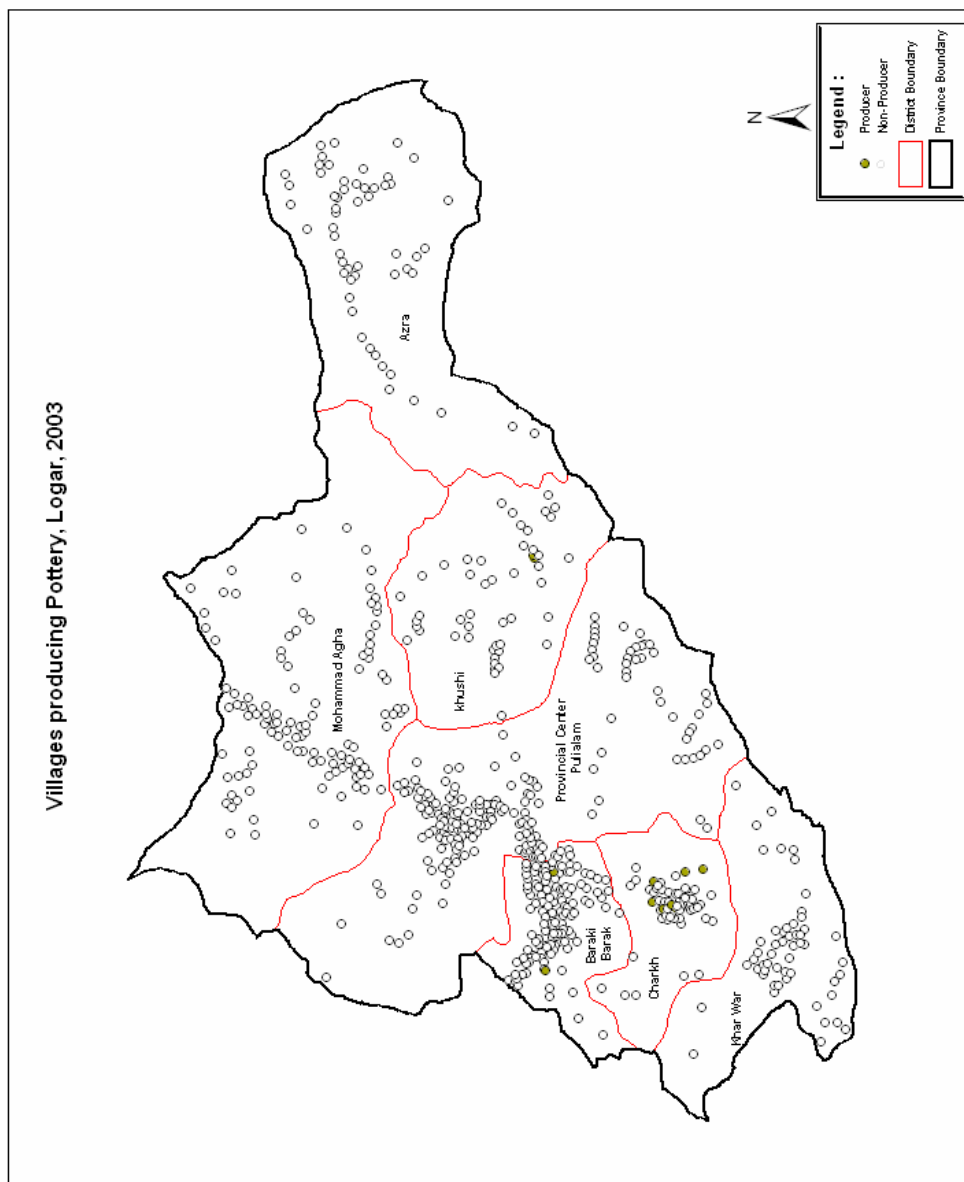 Villages producing Pottery, Logar, 2003
N
Legend :
Producer
Non-Producer
District Boundary
Province Boundary
Azra
Mohammad Agha
khushi
Provincial Center
Pulialam
Baraki
Barak
Charkh
Khar War